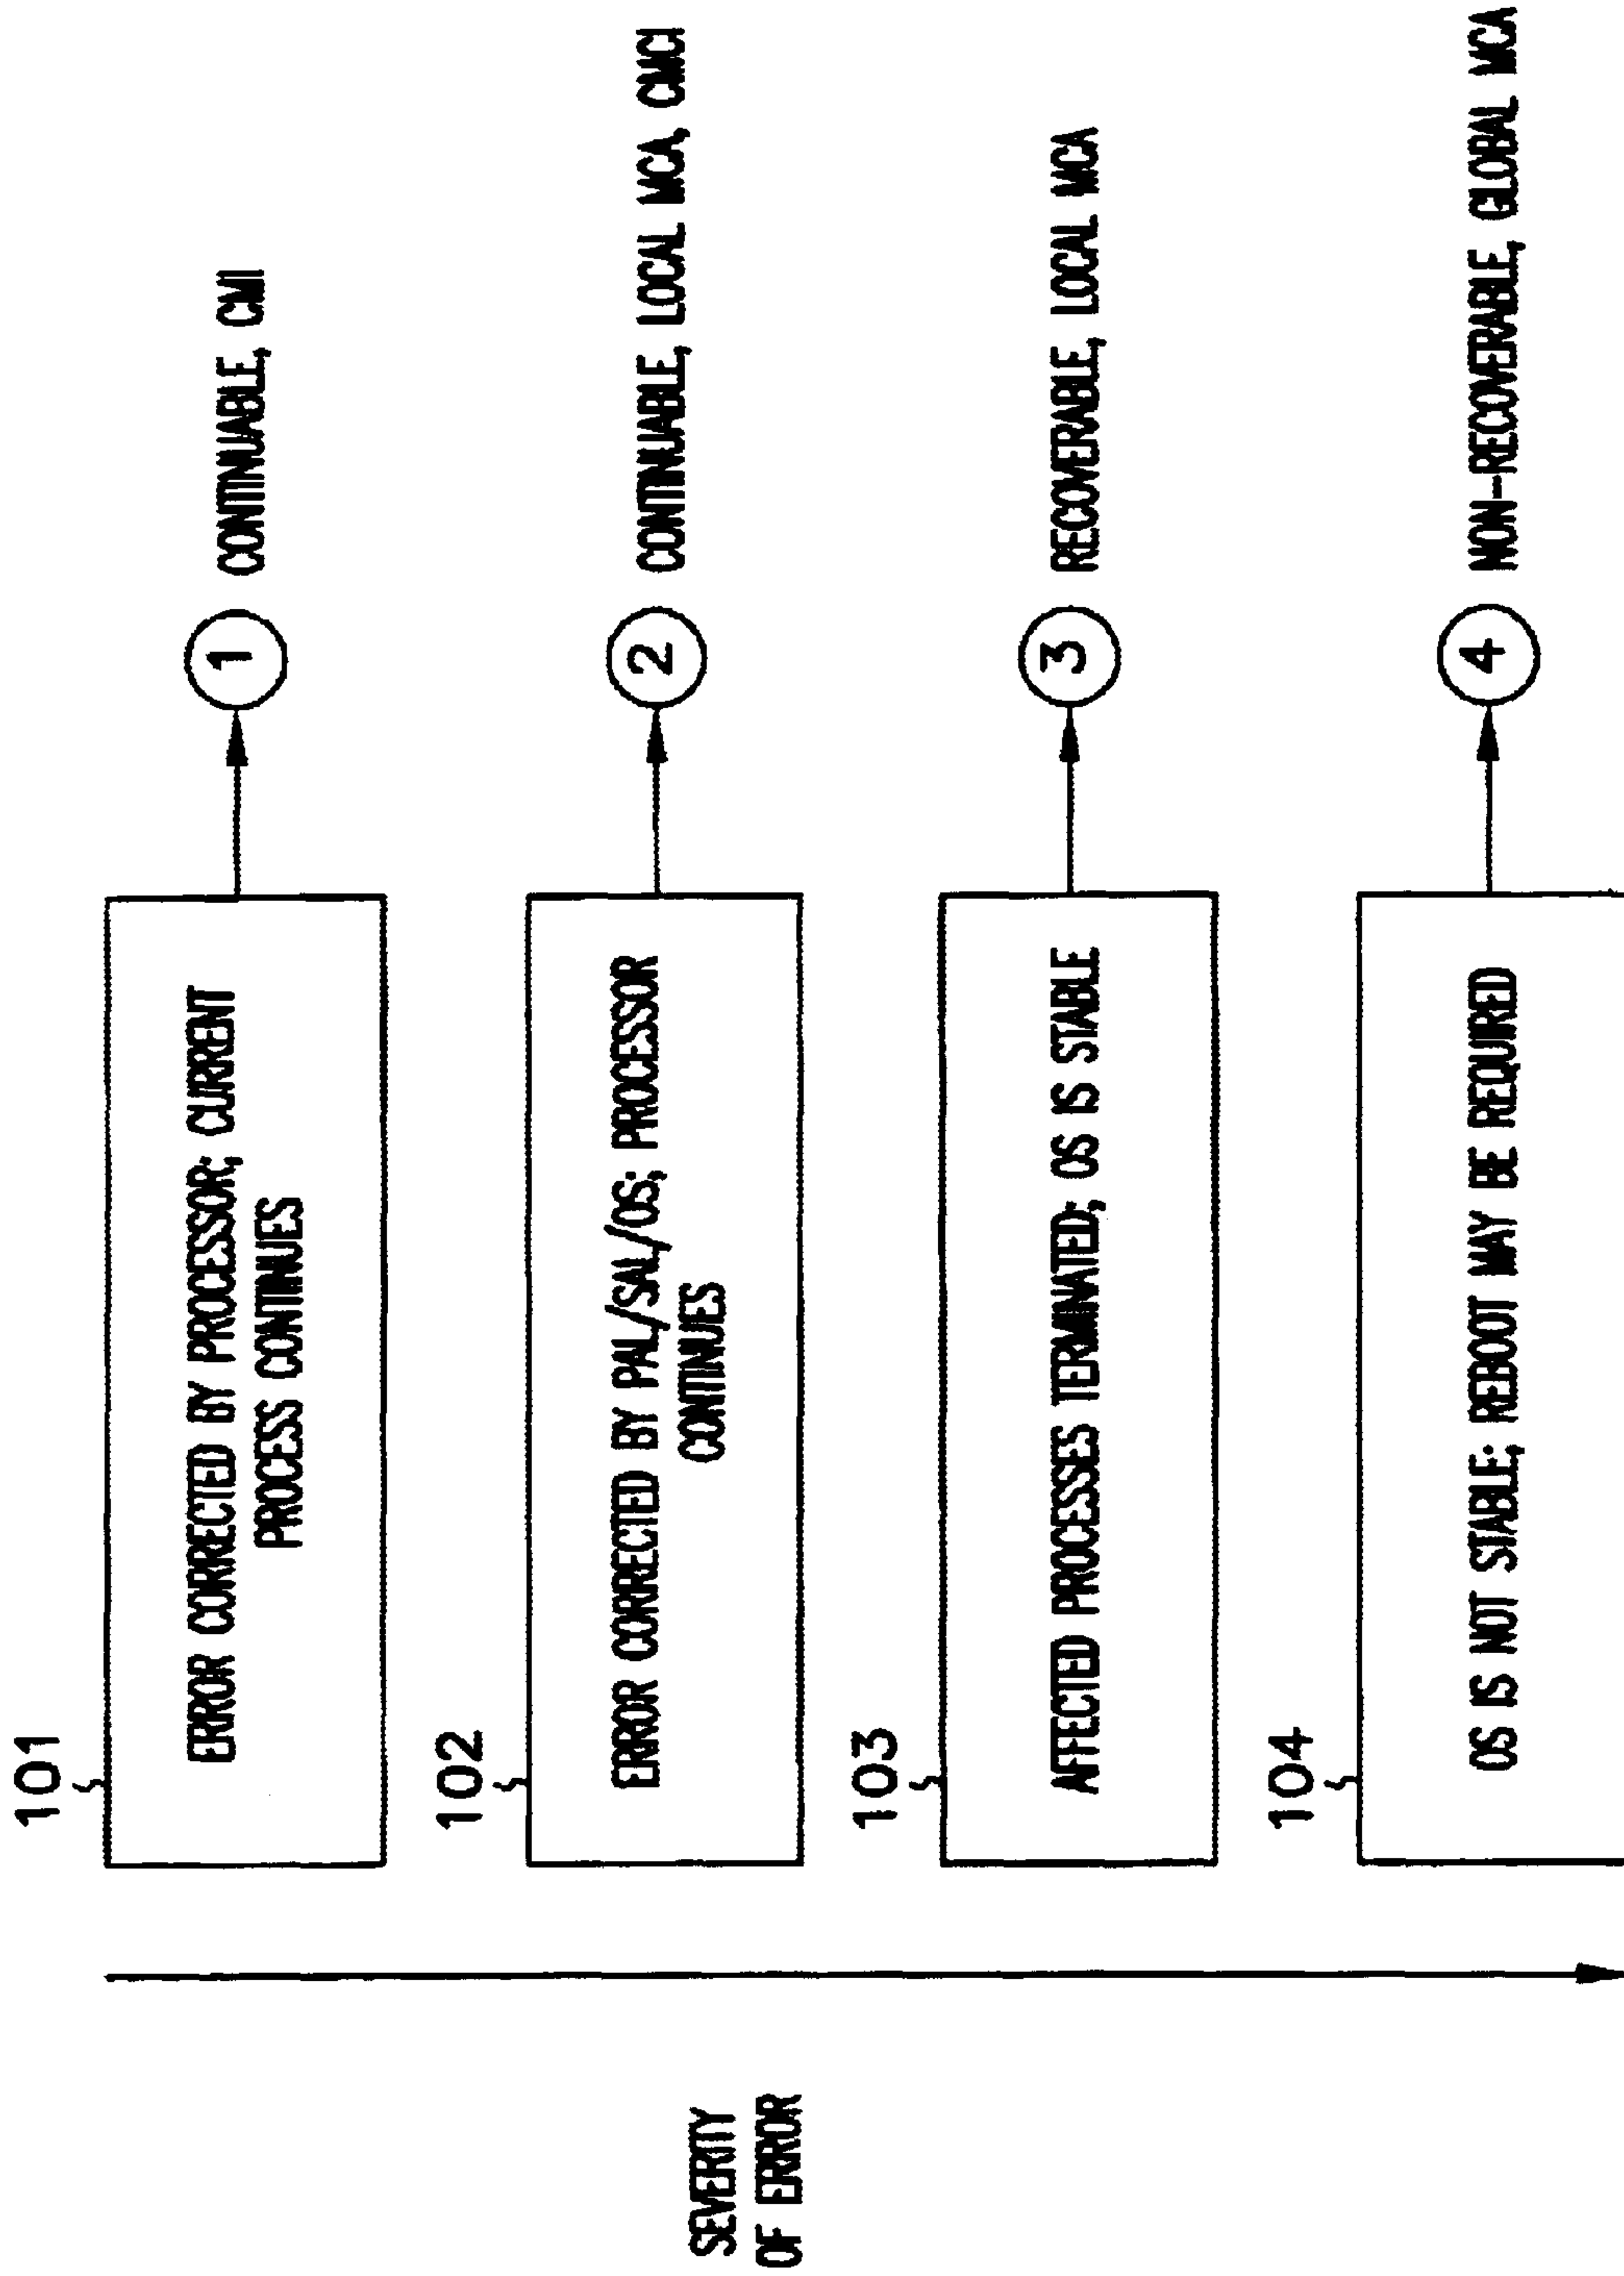 SEVERITY
OF ERROR
101
ERROR CORRECTED BY PROCESSOR; CURRENT
PROCESS CONTINUES
1
CONTINUABLE, CMI
102
ERROR CORRECTED BY PAL/SAL/OS; PROCESSOR
CONTINUES
2
CONTINUABLE, LOCAL MCA, CMCI
103
AFFECTED PROCESSES TERMINATED; OS IS STABLE
3
RECOVERABLE, LOCAL MCA
104
OS IS NOT STABLE; REBOOT MAY BE REQUIRED
4
NON-RECOVERABLE, GLOBAL MCA